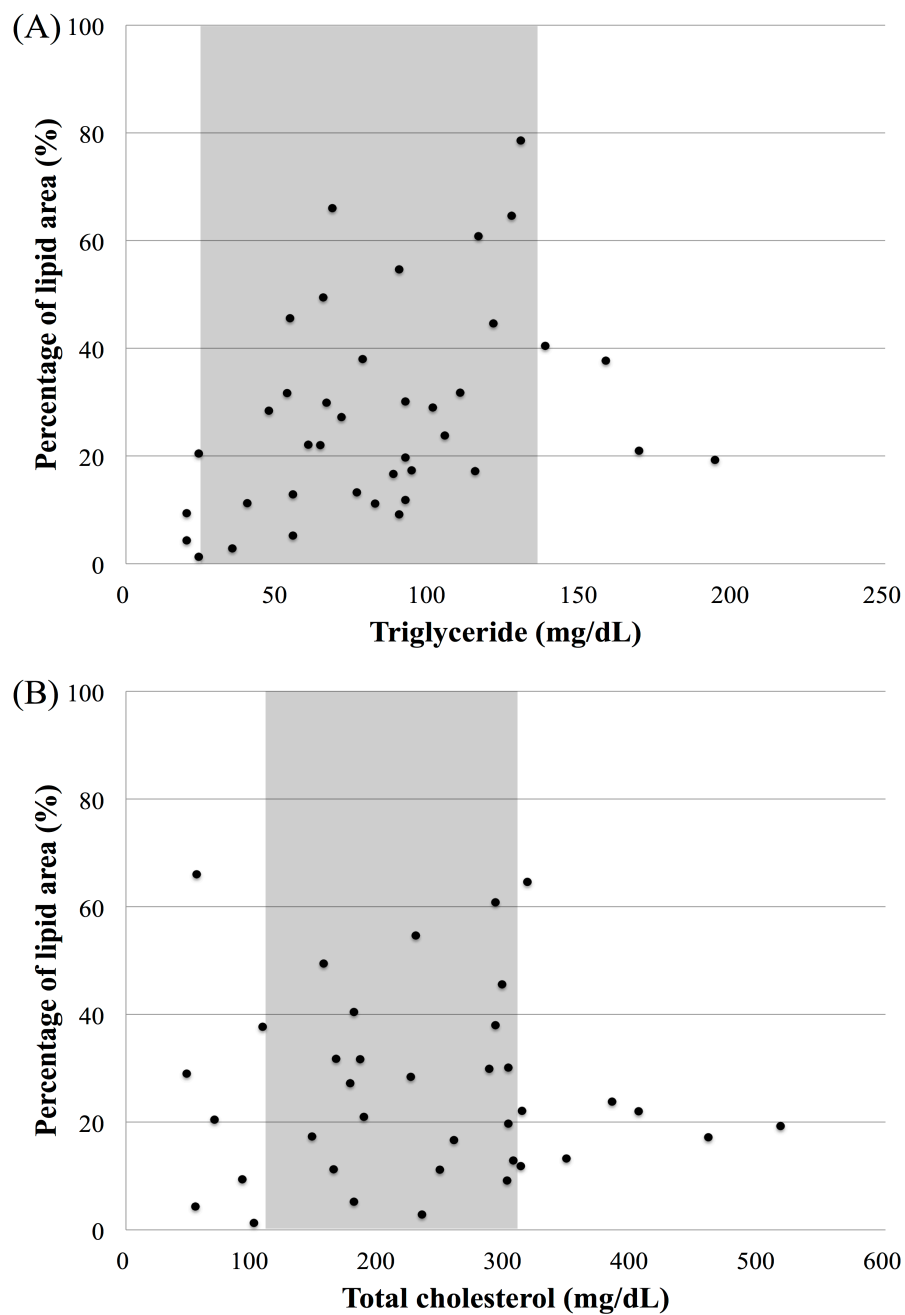 (A)
100
80
60
40
20
0
Percentage of lipid area (%)
0 50 100 150 200 250
Triglyceride (mg/dL)
(B)
100
80
60
40
20
0
Percentage of lipid area (%)
0 100 200 300 400 500 600
Total cholesterol (mg/dL)